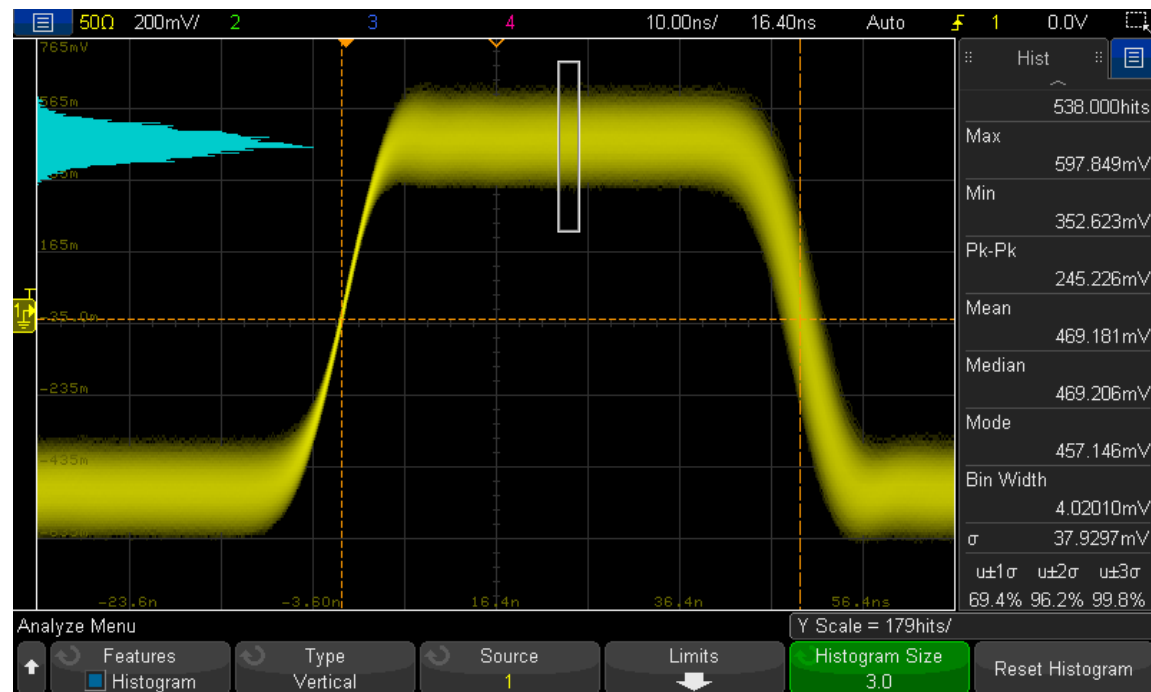 50Ω 200mV/ 2 3 4 10.00ns/ 16.40ns Auto 1 0.0V
765mV
565m
165m
-35.0m
-235m
-435m
-23.6n -3.60n 16.4n 36.4n 56.4ns
Hist
538.000hits
Max
597.849mV
Min
352.623mV
Pk-Pk
245.226mV
Mean
469.181mV
Median
469.206mV
Mode
457.146mV
Bin Width
4.02010mV
σ 37.9297mV
u±1σ u±2σ u±3σ
69.4% 96.2% 99.8%
Analyze Menu
Y Scale = 179hits/
Features
Histogram
Type
Vertical
Source
1
Limits
Histogram Size
3.0
Reset Histogram